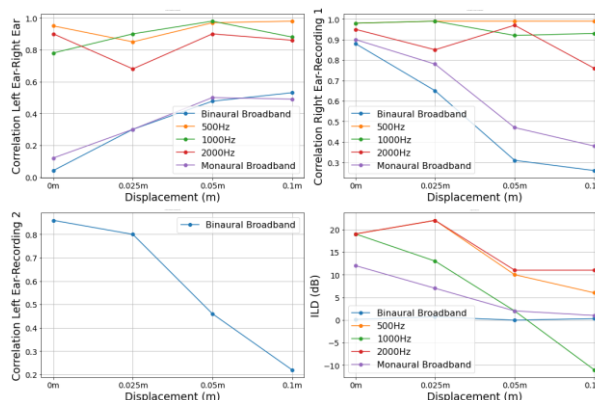 Correlation Left Ear-Right Ear
1.0
0.8
0.6
0.4
0.2
0.0
Binaural Broadband
500Hz
1000Hz
2000Hz
Monaural Broadband
0m 0.025m 0.05m 0.1m
Displacement (m)
Correlation Right Ear-Recording 1
1.0
0.9
0.8
0.7
0.6
0.5
0.4
0.3
Binaural Broadband
500Hz
1000Hz
2000Hz
Monaural Broadband
0m 0.025m 0.05m 0.1m
Displacement (m)
Correlation Left Ear-Recording 2
0.8
0.7
0.6
0.5
0.4
0.3
0.2
Binaural Broadband
0m 0.025m 0.05m 0.1m
Displacement (m)
ILD (dB)
20
15
10
5
0
−5
−10
Binaural Broadband
500Hz
1000Hz
2000Hz
Monaural Broadband
0m 0.025m 0.05m 0.1m
Displacement (m)